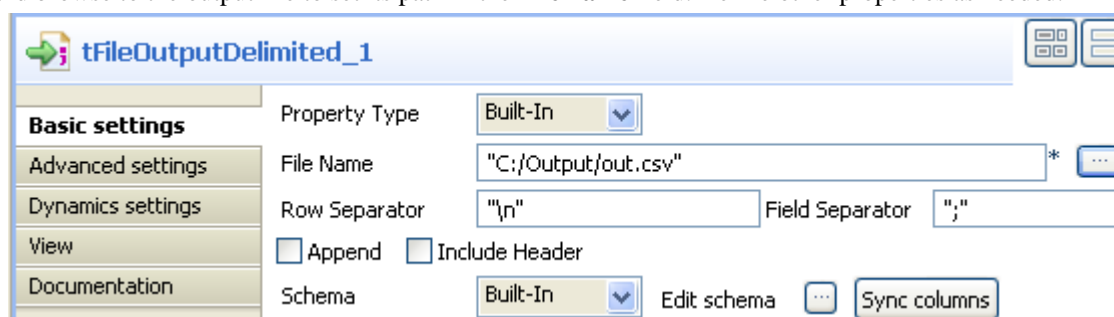 tFileOutputDelimited_1
Basic settings
Property Type Built-In
Advanced settings
File Name "C:/Output/out.csv" * ...
Dynamics settings
Row Separator "\n" Field Separator ";"
View
Append Include Header
Documentation
Schema Built-In Edit schema ... Sync columns